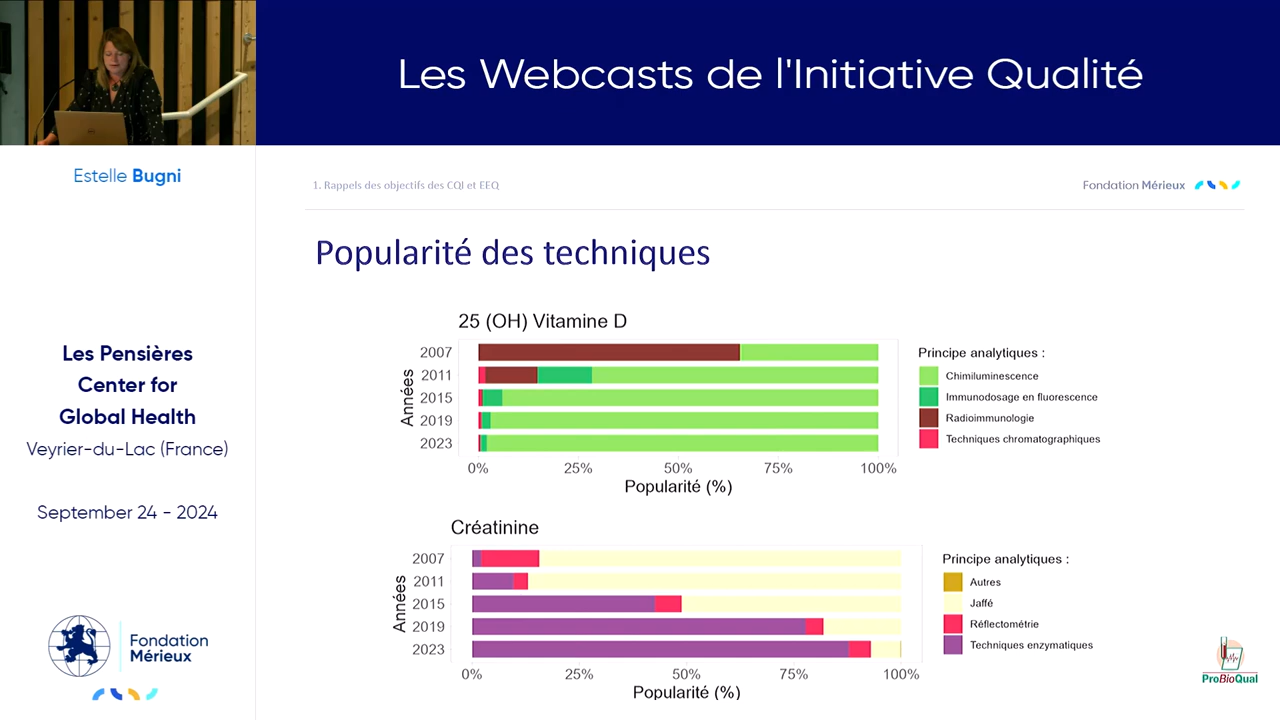 Les Webcasts de l'Initiative Qualité
Estelle Bugni
Les Pensières
Center for
Global Health
Veyrier-du-Lac (France)
September 24 - 2024
Fondation
Mérieux
1. Rappels des objectifs des CQI et EEQ
Fondation Mérieux
Popularité des techniques
25 (OH) Vitamine D
Années
2007
2011
2015
2019
2023
0% 25% 50% 75% 100%
Popularité (%)
Principe analytiques :
Chimiluminescence
Immunodosage en fluorescence
Radioimmunologie
Techniques chromatographiques
Créatinine
Années
2007
2011
2015
2019
2023
0% 25% 50% 75% 100%
Popularité (%)
Principe analytiques :
Autres
Jaffé
Réflectométrie
Techniques enzymatiques
ProBioQual